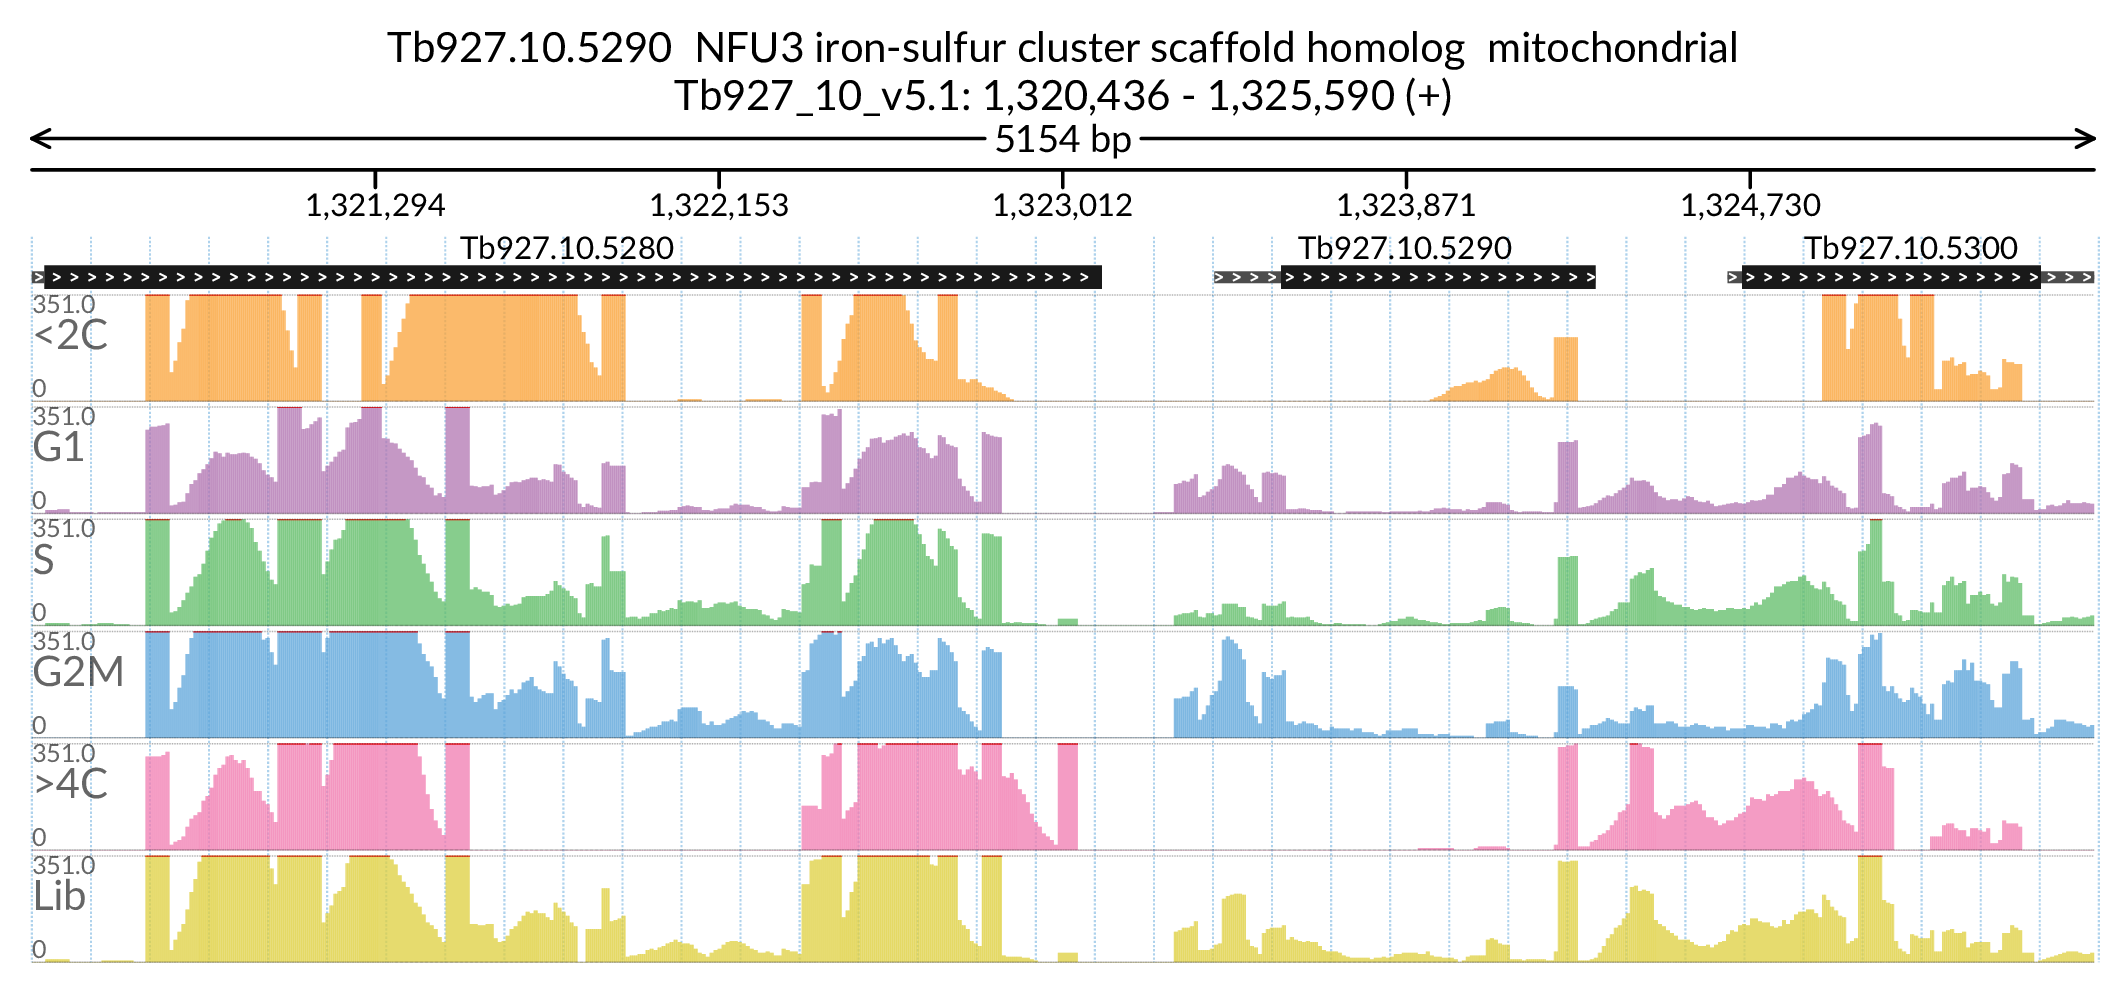 Tb927.10.5290  NFU3 iron-sulfur cluster scaffold homolog  mitochondrial
Tb927_10_v5.1: 1,320,436 - 1,325,590 (+)
5154 bp
1,321,294 1,322,153 1,323,012 1,323,871 1,324,730
Tb927.10.5280 Tb927.10.5290 Tb927.10.5300
351.0
<2C
0
351.0
G1
0
351.0
S
0
351.0
G2M
0
351.0
>4C
0
351.0
Lib
0